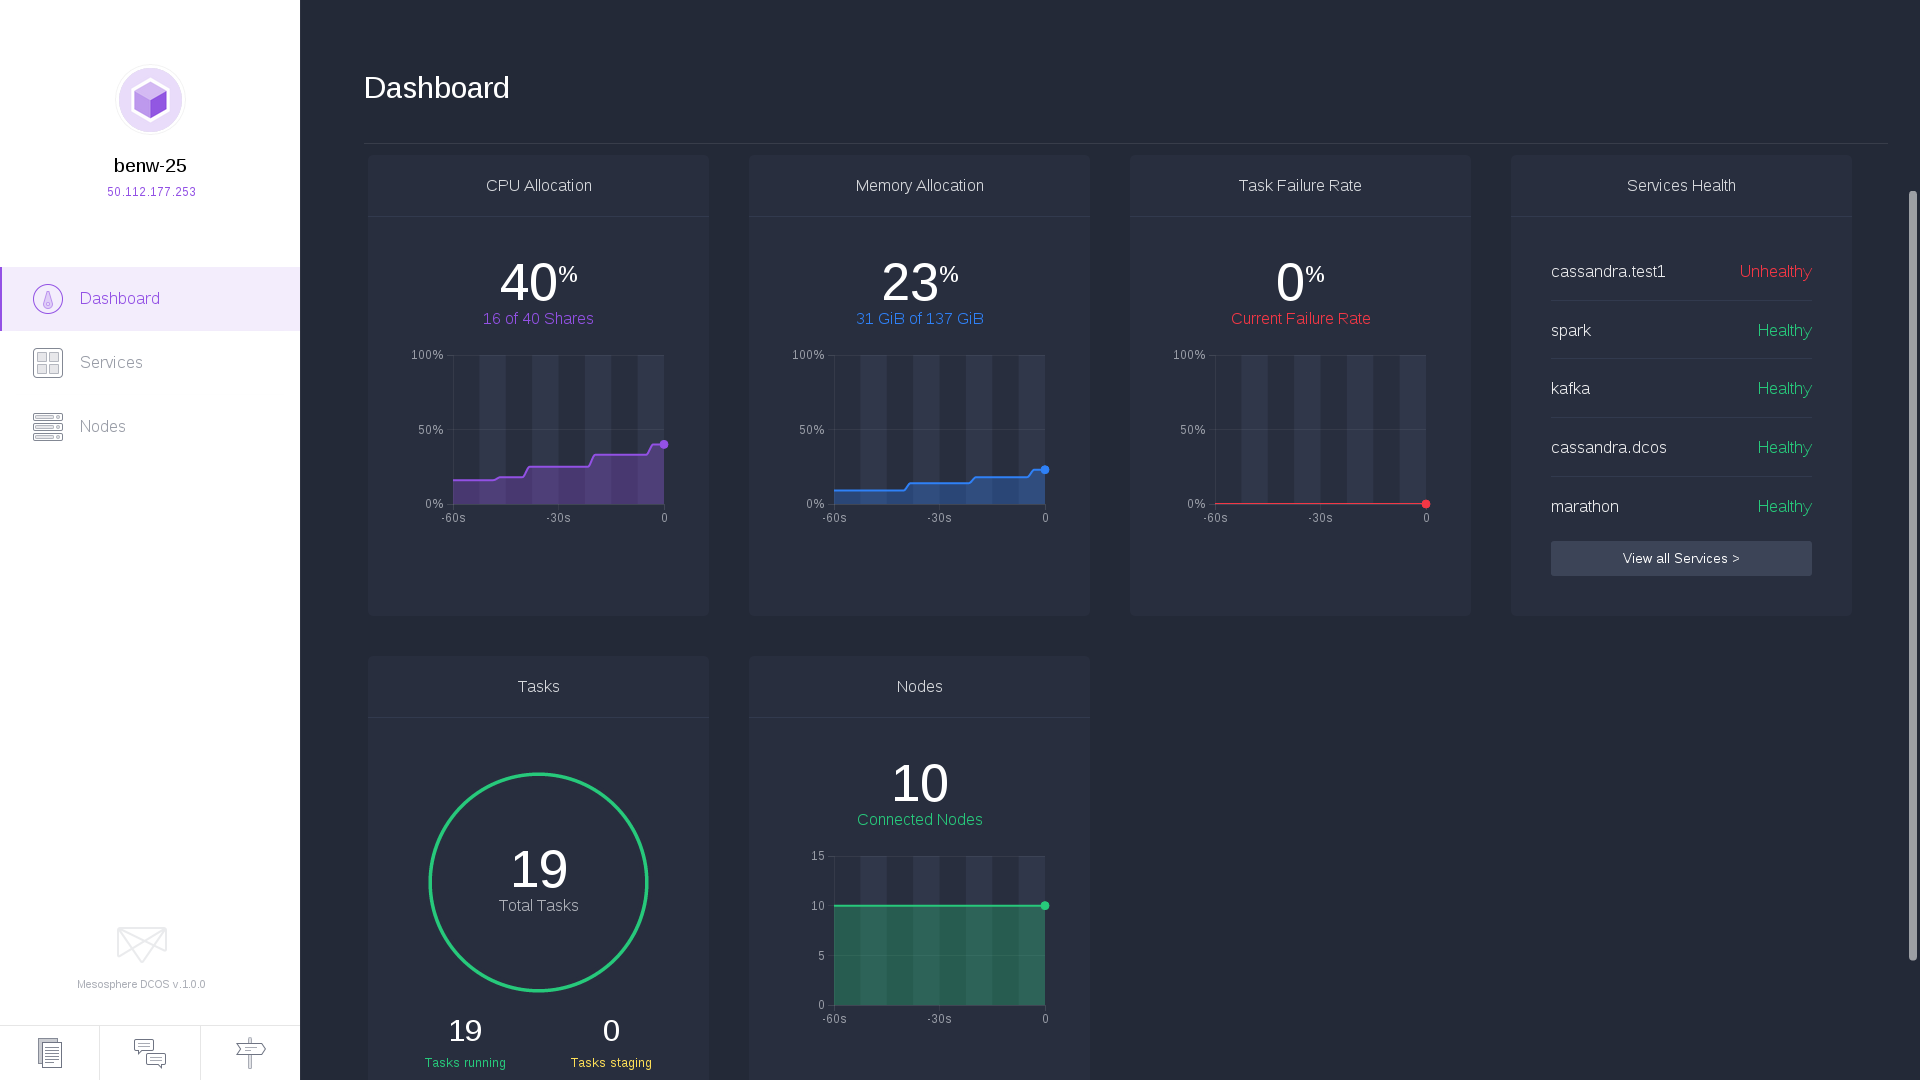 benw-25
50.112.177.253
Dashboard
Services
Nodes
Mesosphere DCOS v.1.0.0
Dashboard
CPU Allocation
40%
16 of 40 Shares
100%
50%
0%
-60s -30s 0
Memory Allocation
23%
31 GiB of 137 GiB
100%
50%
0%
-60s -30s 0
Task Failure Rate
0%
Current Failure Rate
100%
50%
0%
-60s -30s 0
Services Health
cassandra.test1 Unhealthy
spark Healthy
kafka Healthy
cassandra.dcos Healthy
marathon Healthy
View all Services >
Tasks
19
Total Tasks
19 0
Tasks running Tasks staging
Nodes
10
Connected Nodes
15
10
5
0
-60s -30s 0